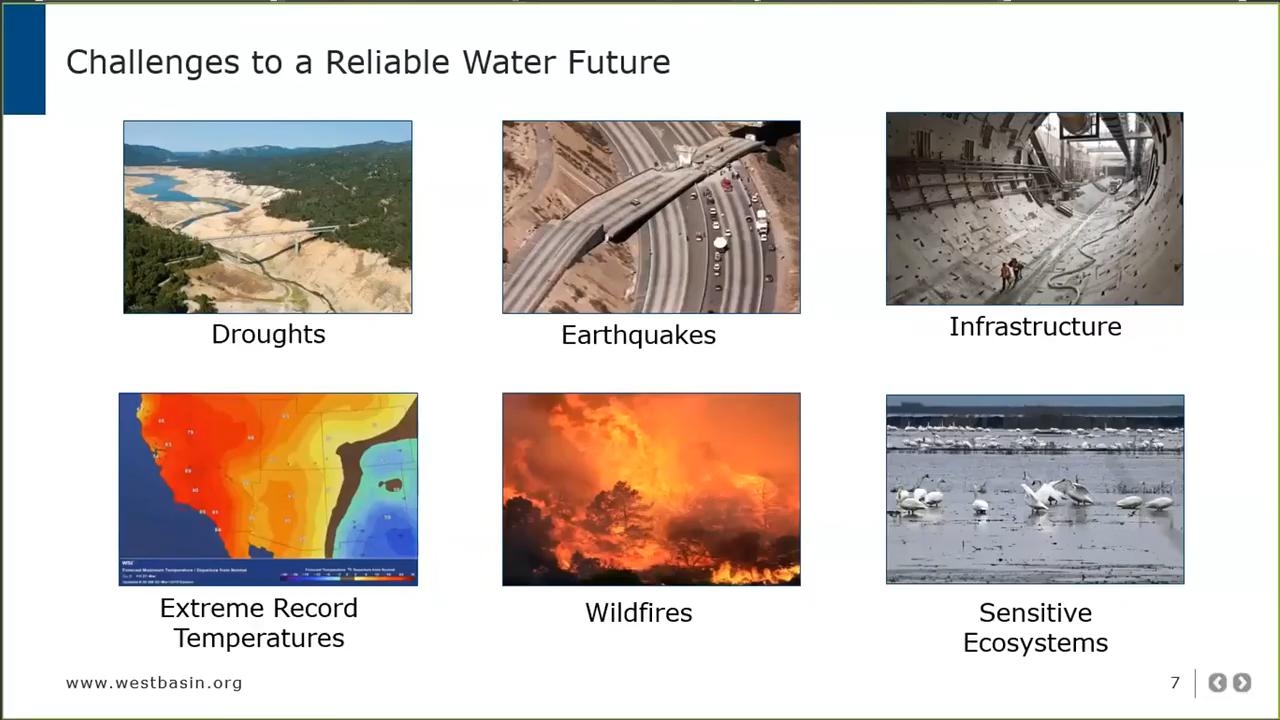 Challenges to a Reliable Water Future
Droughts
Earthquakes
Infrastructure
Extreme Record
Temperatures
Wildfires
Sensitive
Ecosystems
www.westbasin.org
7